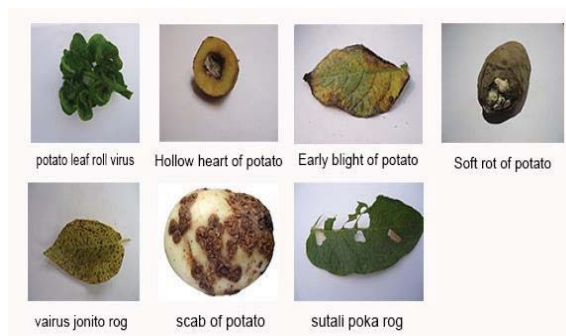 potato leaf roll virus
Hollow heart of potato
Early blight of potato
Soft rot of potato
vairus jonito rog
scab of potato
sutali poka rog